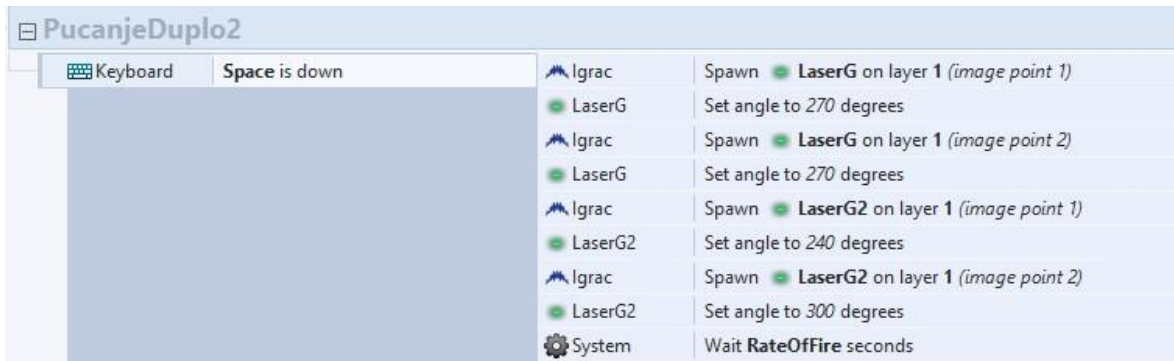 PucanjeDuplo2
Keyboard Space is down Igrac Spawn LaserG on layer 1 (image point 1)
LaserG Set angle to 270 degrees
Igrac Spawn LaserG on layer 1 (image point 2)
LaserG Set angle to 270 degrees
Igrac Spawn LaserG2 on layer 1 (image point 1)
LaserG2 Set angle to 240 degrees
Igrac Spawn LaserG2 on layer 1 (image point 2)
LaserG2 Set angle to 300 degrees
System Wait RateOfFire seconds